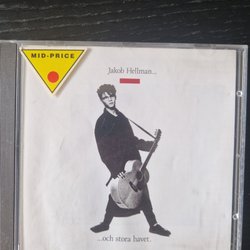 MID-PRICE
Jakob Hellman...
...och stora havet.